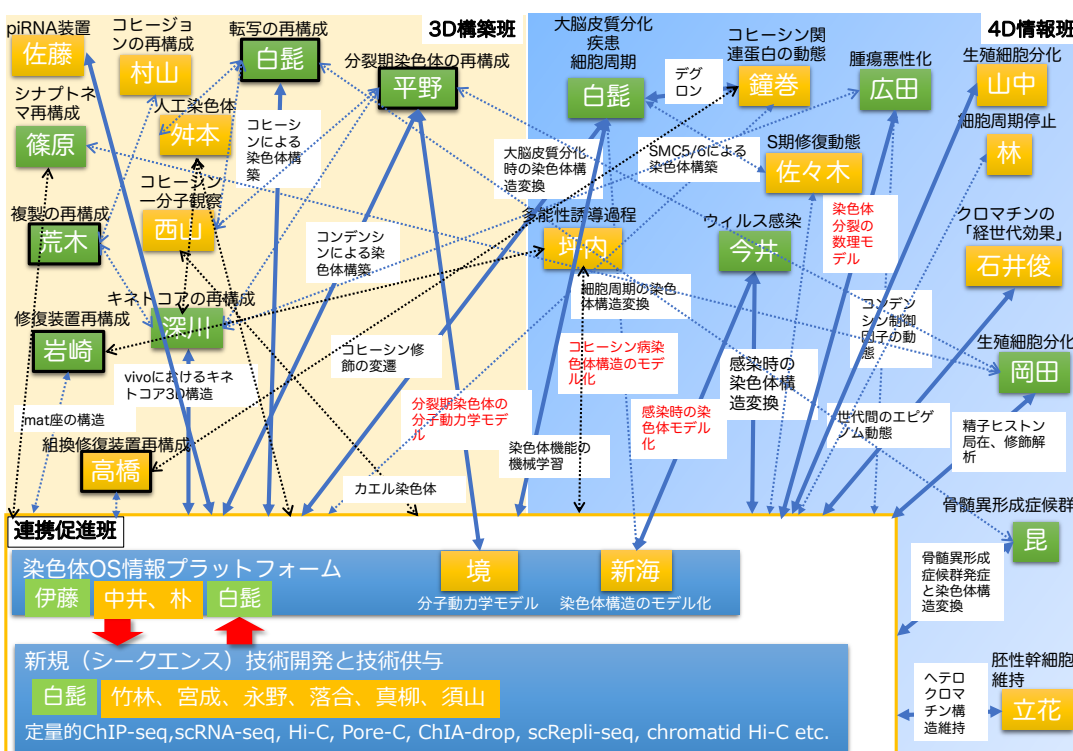 3D構築班
4D情報班
piRNA装置
佐藤
コヒージョ
ンの再構成
村山
転写の再構成
白髭
分裂期染色体の再構成
平野
シナプトネ
マ再構成
篠原
人工染色体
舛本
コヒーシ
ンによる
染色体構
築
複製の再構成
荒木
コヒーシン
一分子観察
西山
コンデンシ
ンによる染
色体構築
キネトコアの再構成
深川
修復装置再構成
岩崎
vivoにおけるキネ
トコア3D構造
コヒーシン修
飾の変遷
mat座の構造
組換修復装置再構成
高橋
分裂期染色体の
分子動力学モデ
ル
カエル染色体
大脳皮質分化
疾患
細胞周期
白髭
デグ
ロン
コヒーシン関
連蛋白の動態
鐘巻
腫瘍悪性化
広田
生殖細胞分化
山中
細胞周期停止
林
大脳皮質分化
時の染色体構
造変換
SMC5/6による
染色体構築
S期修復動態
佐々木
多能性誘導過程
坪内
ウィルス感染
今井
染色体
分裂の
数理モ
デル
クロマチンの
「経世代効果」
石井俊
細胞周期の染色
体構造変換
コヒーシン病染
色体構造のモデ
ル化
コンデン
シン制御
因子の動
態
生殖細胞分化
岡田
感染時の
染色体構
造変換
感染時の染
色体モデル
化
世代間のエピゲ
ノム動態
精子ヒストン
局在、修飾解
析
染色体機能の
機械学習
骨髄異形成症候群
昆
骨髄異形成
症候群発症
と染色体構
造変換
胚性幹細胞
維持
立花
ヘテロ
クロマ
チン構
造維持
連携促進班
染色体OS情報プラットフォーム
伊藤
中井、朴
白髭
境
分子動力学モデル
新海
染色体構造のモデル化
新規（シークエンス）技術開発と技術供与
白髭
竹林、宮成、永野、落合、真柳、須山
定量的ChIP-seq,scRNA-seq, Hi-C, Pore-C, ChIA-drop, scRepli-seq, chromatid Hi-C etc.